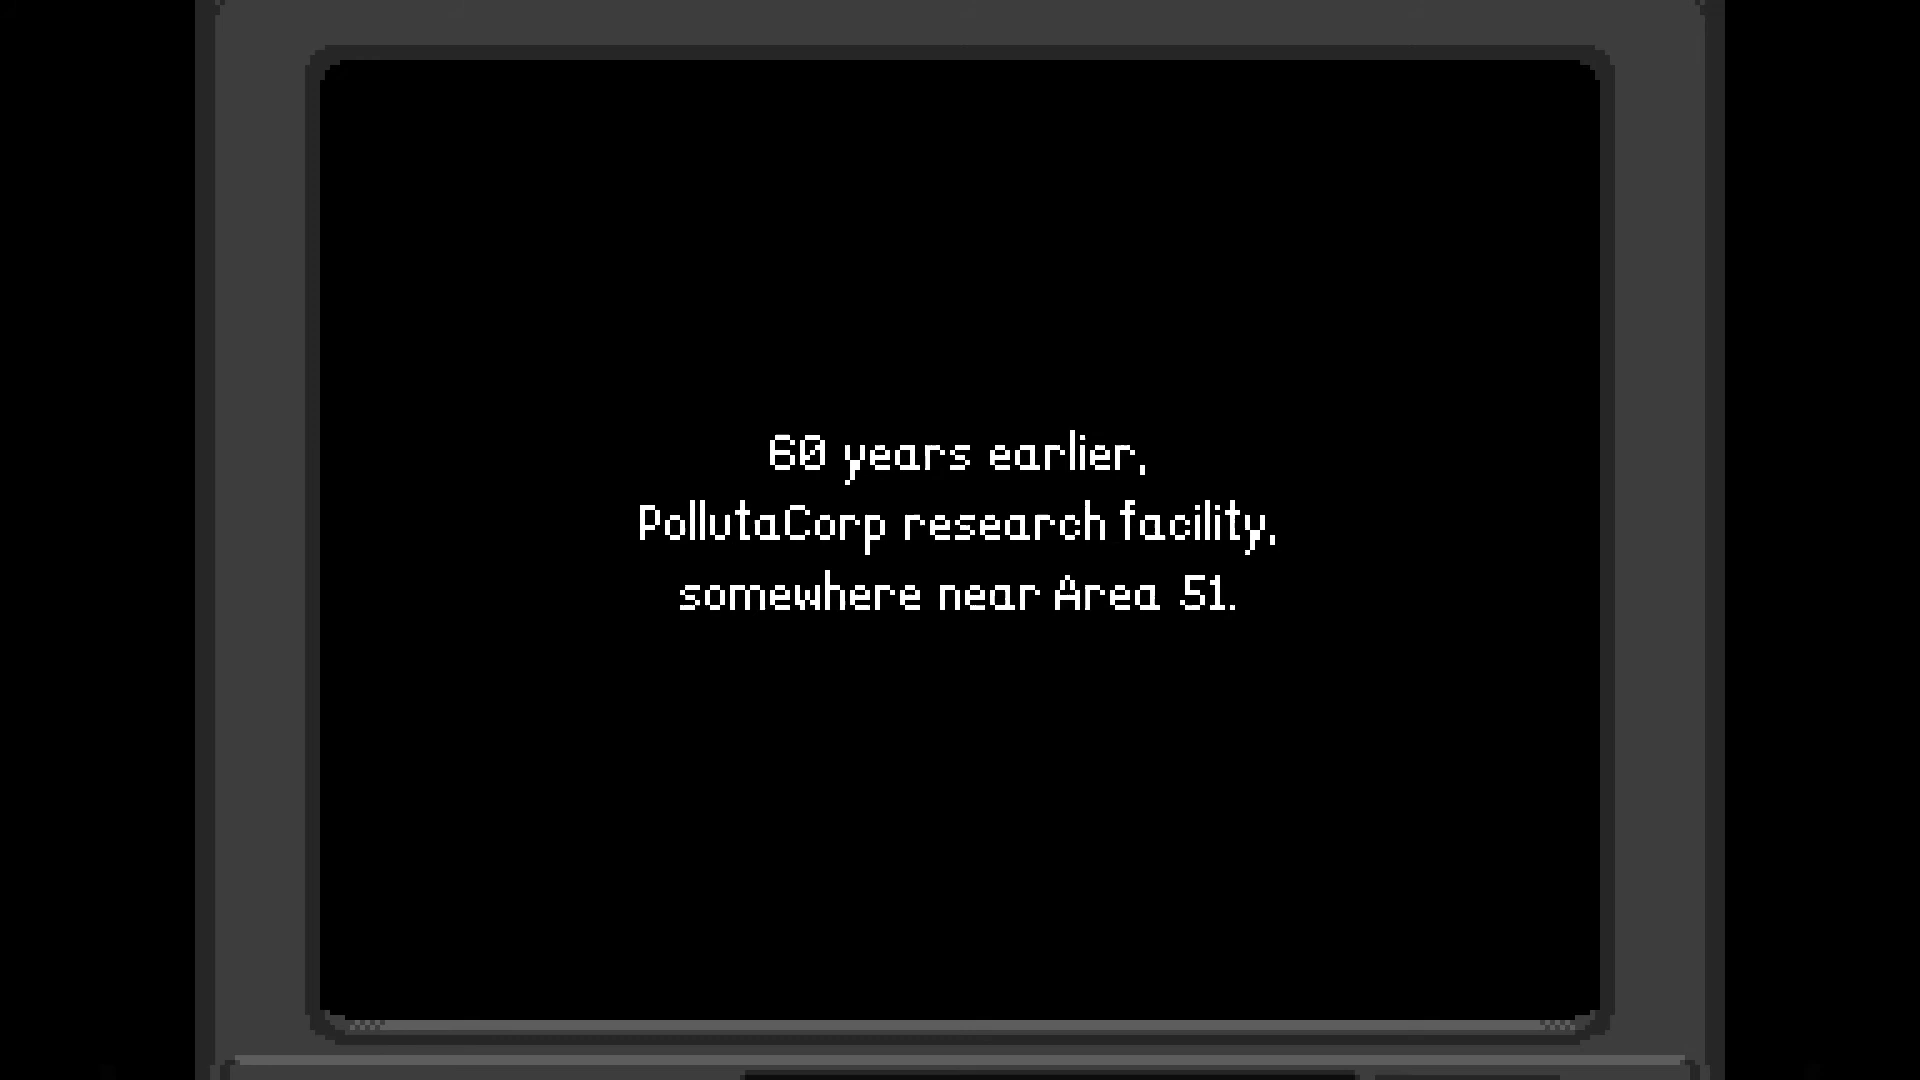 60 years earlier,
PollutaCorp research facility,
somewhere near Area 51.